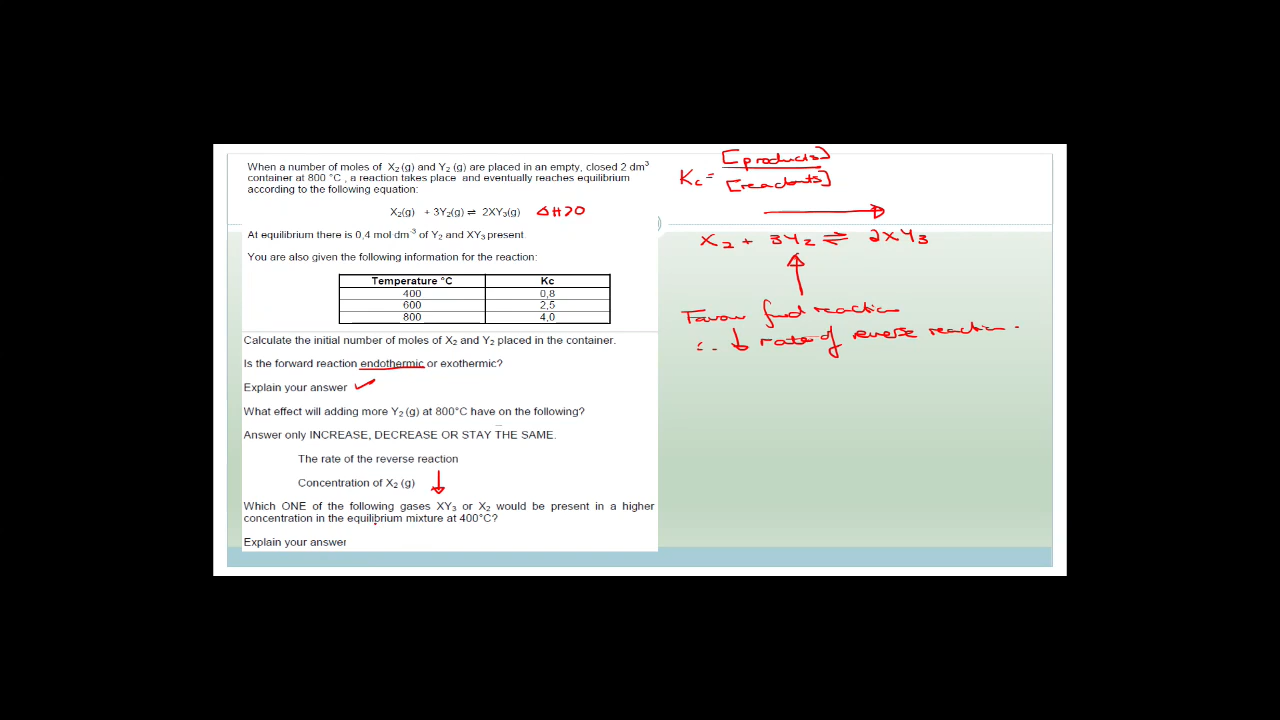 When a number of moles of X2(g) and Y2 (g) are placed in an empty, closed 2 dm3
container at 800 °C , a reaction takes place and eventually reaches equilibrium
according to the following equation:
X2(g) + 3Y2(g) ⇌ 2XY3(g) ΔH>0
At equilibrium there is 0,4 mol·dm-3 of Y2 and XY3 present.
You are also given the following information for the reaction:
Temperature °C Kc
400 0,8
600 2,5
800 4,0
Calculate the initial number of moles of X2 and Y2 placed in the container.
Is the forward reaction endothermic or exothermic?
Explain your answer ✓
What effect will adding more Y2 (g) at 800°C have on the following?
Answer only INCREASE, DECREASE OR STAY THE SAME.
The rate of the reverse reaction
Concentration of X2 (g) ↓
Which ONE of the following gases XY3 or X2 would be present in a higher
concentration in the equilibrium mixture at 400°C?
Explain your answer
Kc = [products]
[reactants]
X2 + 3Y2 ⇌ 2XY3
Favour fwd reaction
∴ ↓ rate of reverse reaction.